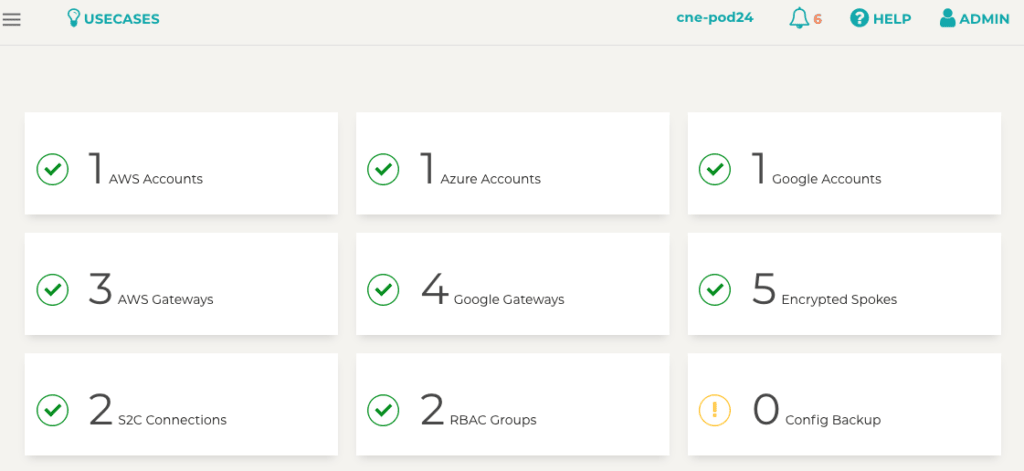 USECASES cne-pod24 6 HELP ADMIN
1 AWS Accounts
1 Azure Accounts
1 Google Accounts
3 AWS Gateways
4 Google Gateways
5 Encrypted Spokes
2 S2C Connections
2 RBAC Groups
0 Config Backup